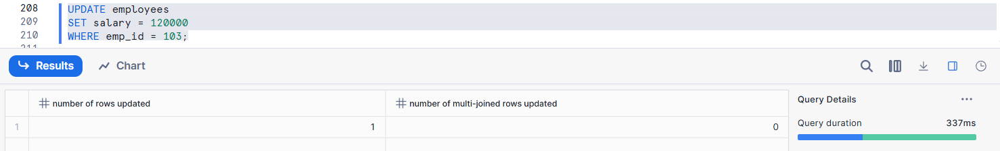 208 UPDATE employees
209 SET salary = 120000
210 WHERE emp_id = 103;
211
Results Chart
number of rows updated number of multi-joined rows updated Query Details
1 1 0 Query duration 337ms